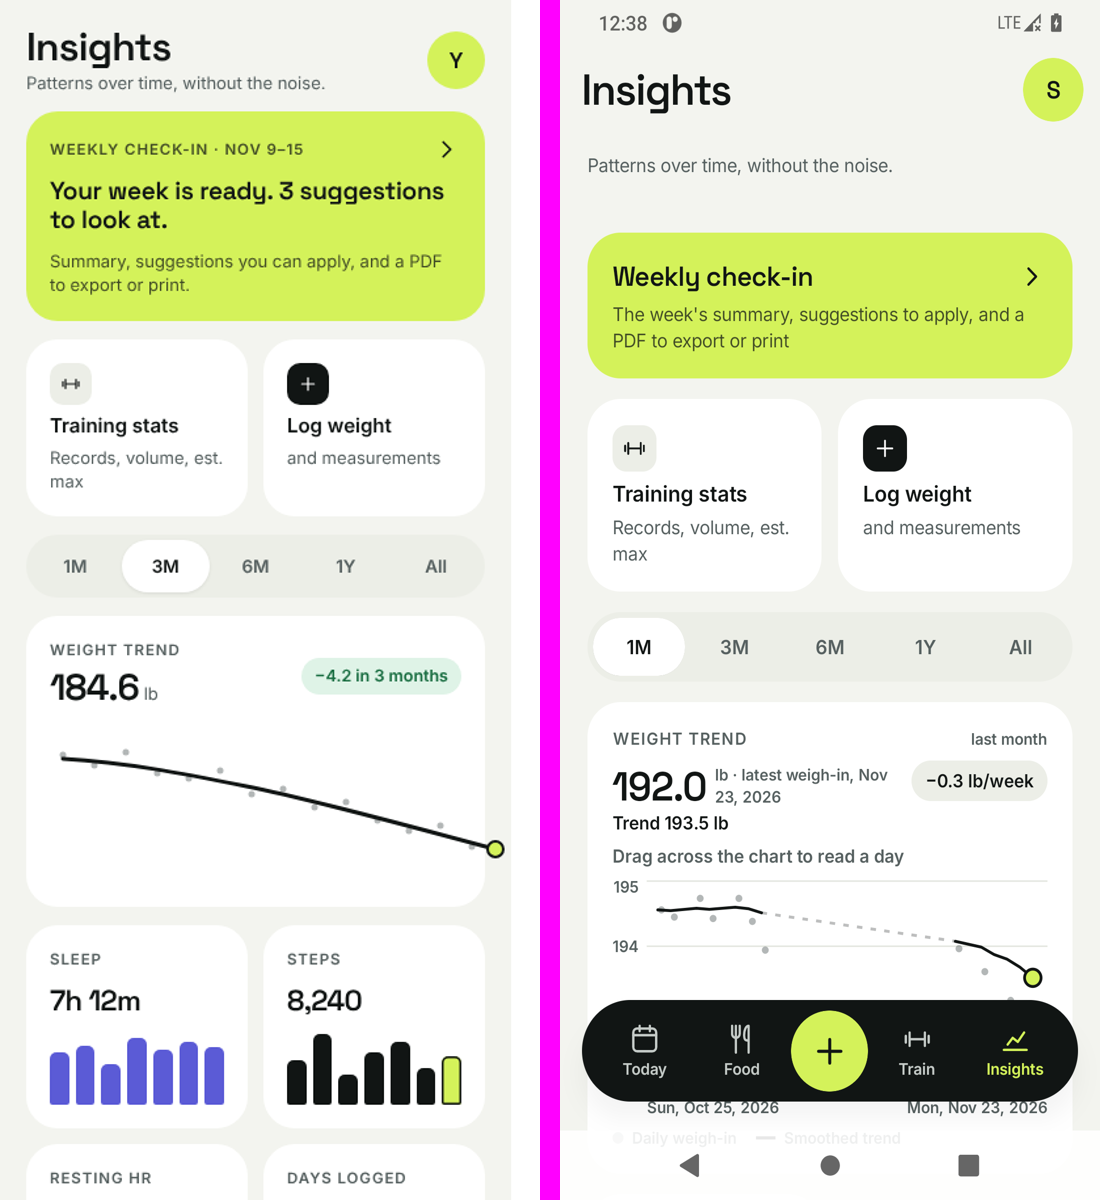 Insights
Y
Patterns over time, without the noise.
WEEKLY CHECK-IN · NOV 9–15
Your week is ready. 3 suggestions
to look at.
Summary, suggestions you can apply, and a PDF
to export or print.
Training stats
Records, volume, est.
max
Log weight
and measurements
1M 3M 6M 1Y All
WEIGHT TREND
184.6 lb
−4.2 in 3 months
SLEEP
7h 12m
STEPS
8,240
RESTING HR
DAYS LOGGED
12:38
LTE
Insights
S
Patterns over time, without the noise.
Weekly check-in
The week's summary, suggestions to apply, and a
PDF to export or print
Training stats
Records, volume, est.
max
Log weight
and measurements
1M 3M 6M 1Y All
WEIGHT TREND
last month
192.0 lb · latest weigh-in, Nov
23, 2026
−0.3 lb/week
Trend 193.5 lb
Drag across the chart to read a day
195
194
Today
Food
Train
Insights
Sun, Oct 25, 2026
Mon, Nov 23, 2026
Daily weigh-in
Smoothed trend